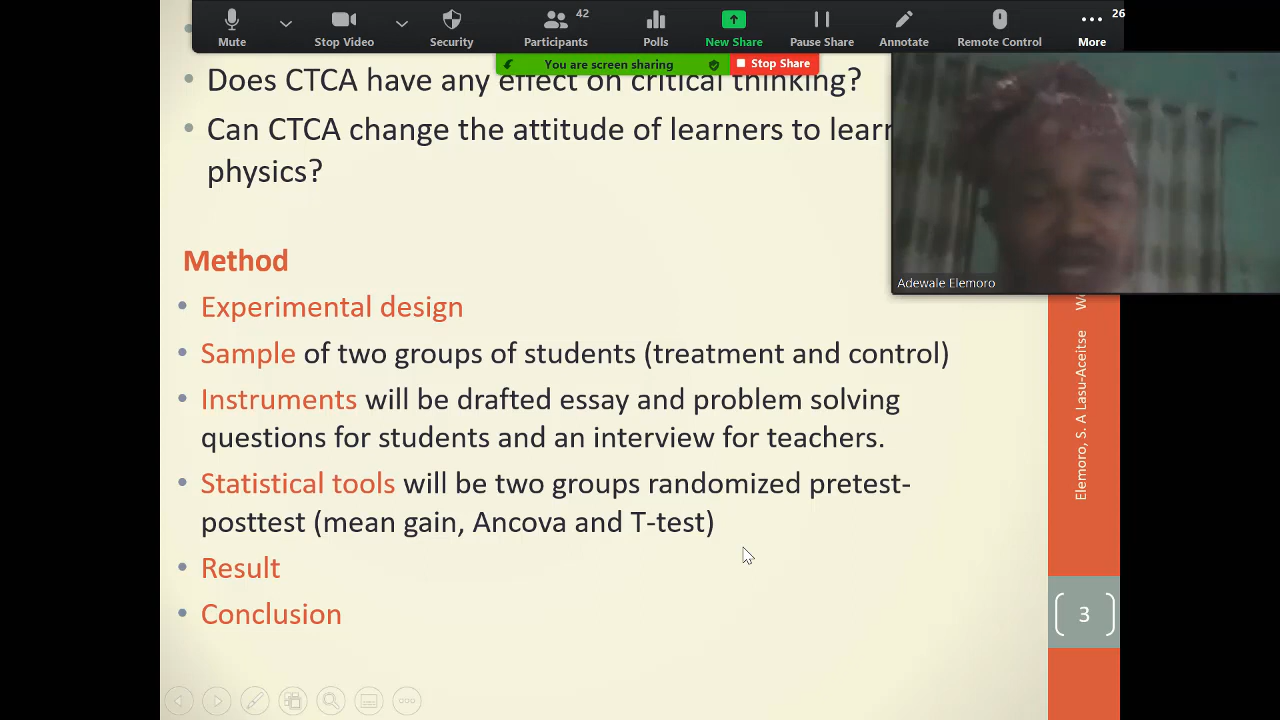 42
26
Mute
Stop Video
Security
Participants
Polls
New Share
Pause Share
Annotate
Remote Control
More
You are screen sharing
Stop Share
Does CTCA have any effect on critical thinking?
Can CTCA change the attitude of learners to
physics?
Adewale Elemoro
Method
Experimental design
Sample of two groups of students (treatment and control)
Instruments will be drafted essay and problem solving
questions for students and an interview for teachers.
Statistical tools will be two groups randomized pretest-
posttest (mean gain, Ancova and T-test)
Result
Conclusion
Elemoro, S. A Lasu-Aceitse
3